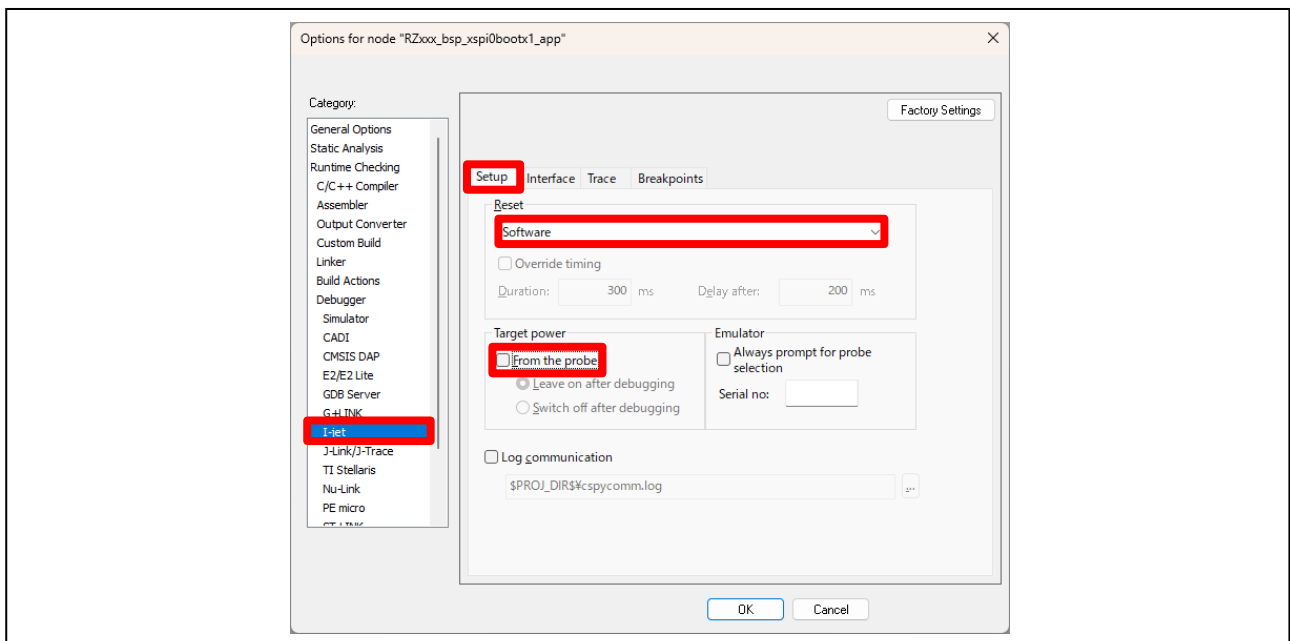 Options for node "RZxxx_bsp_xspi0bootx1_app"
Category:
General Options
Static Analysis
Runtime Checking
C/C++ Compiler
Assembler
Output Converter
Custom Build
Linker
Build Actions
Debugger
Simulator
CADI
CMSIS DAP
E2/E2 Lite
GDB Server
G+LINK
I-jet
J-Link/J-Trace
TI Stellaris
Nu-Link
PE micro
ST-LINK
Factory Settings
Setup Interface Trace Breakpoints
Reset
Software
Override timing
Duration: 300 ms Delay after: 200 ms
Target power
From the probe
Leave on after debugging
Switch off after debugging
Emulator
Always prompt for probe
selection
Serial no:
Log communication
$PROJ_DIR$¥cspycomm.log
...
OK Cancel